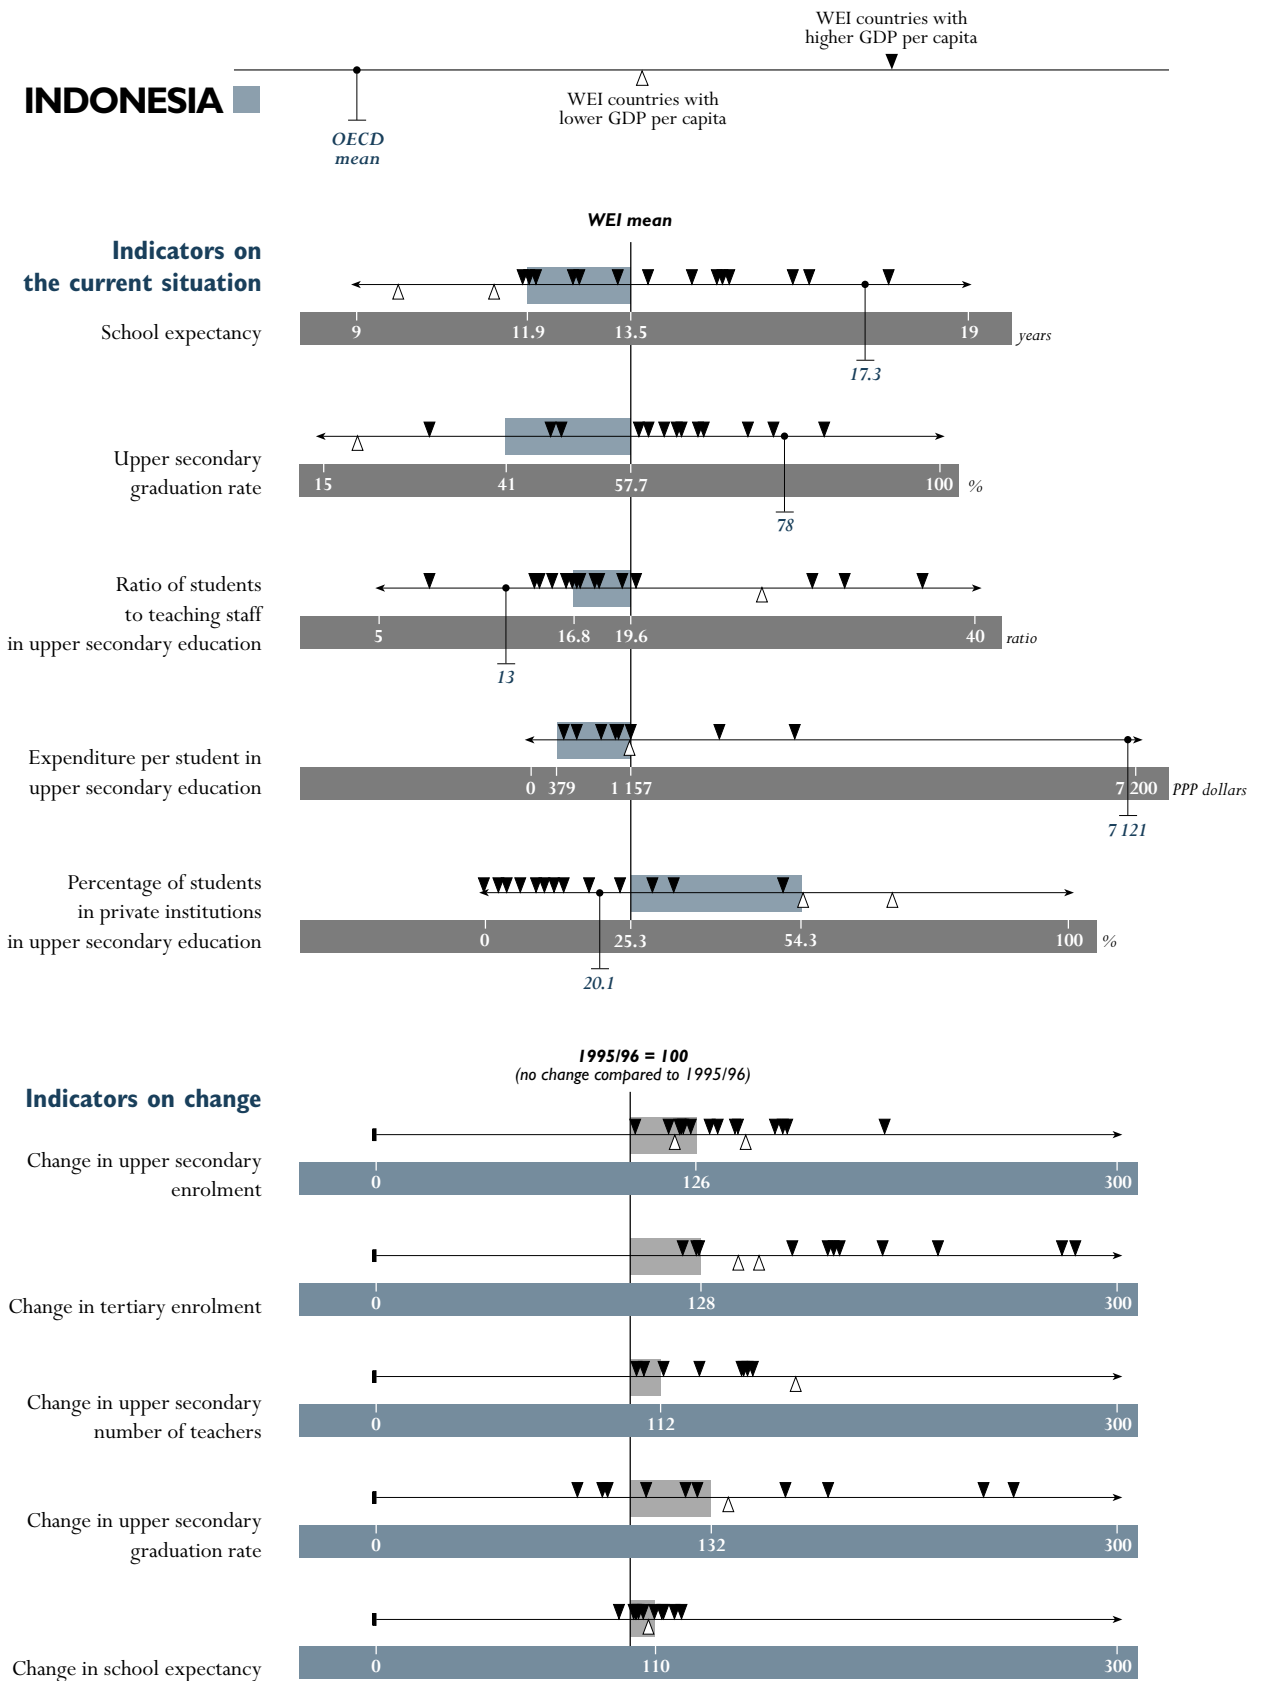 WEI countries with
higher GDP per capita
INDONESIA
WEI countries with
lower GDP per capita
OECD
mean
WEI mean
Indicators on
the current situation
School expectancy
9 11.9 13.5 19 years
17.3
Upper secondary
graduation rate
15 41 57.7 100 %
78
Ratio of students
to teaching staff
in upper secondary education
5 16.8 19.6 40 ratio
13
Expenditure per student in
upper secondary education
0 379 1 157 7 200 PPP dollars
7 121
Percentage of students
in private institutions
in upper secondary education
0 25.3 54.3 100 %
20.1
1995/96 = 100
(no change compared to 1995/96)
Indicators on change
Change in upper secondary
enrolment
0 126 300
Change in tertiary enrolment
0 128 300
Change in upper secondary
number of teachers
0 112 300
Change in upper secondary
graduation rate
0 132 300
Change in school expectancy
0 110 300